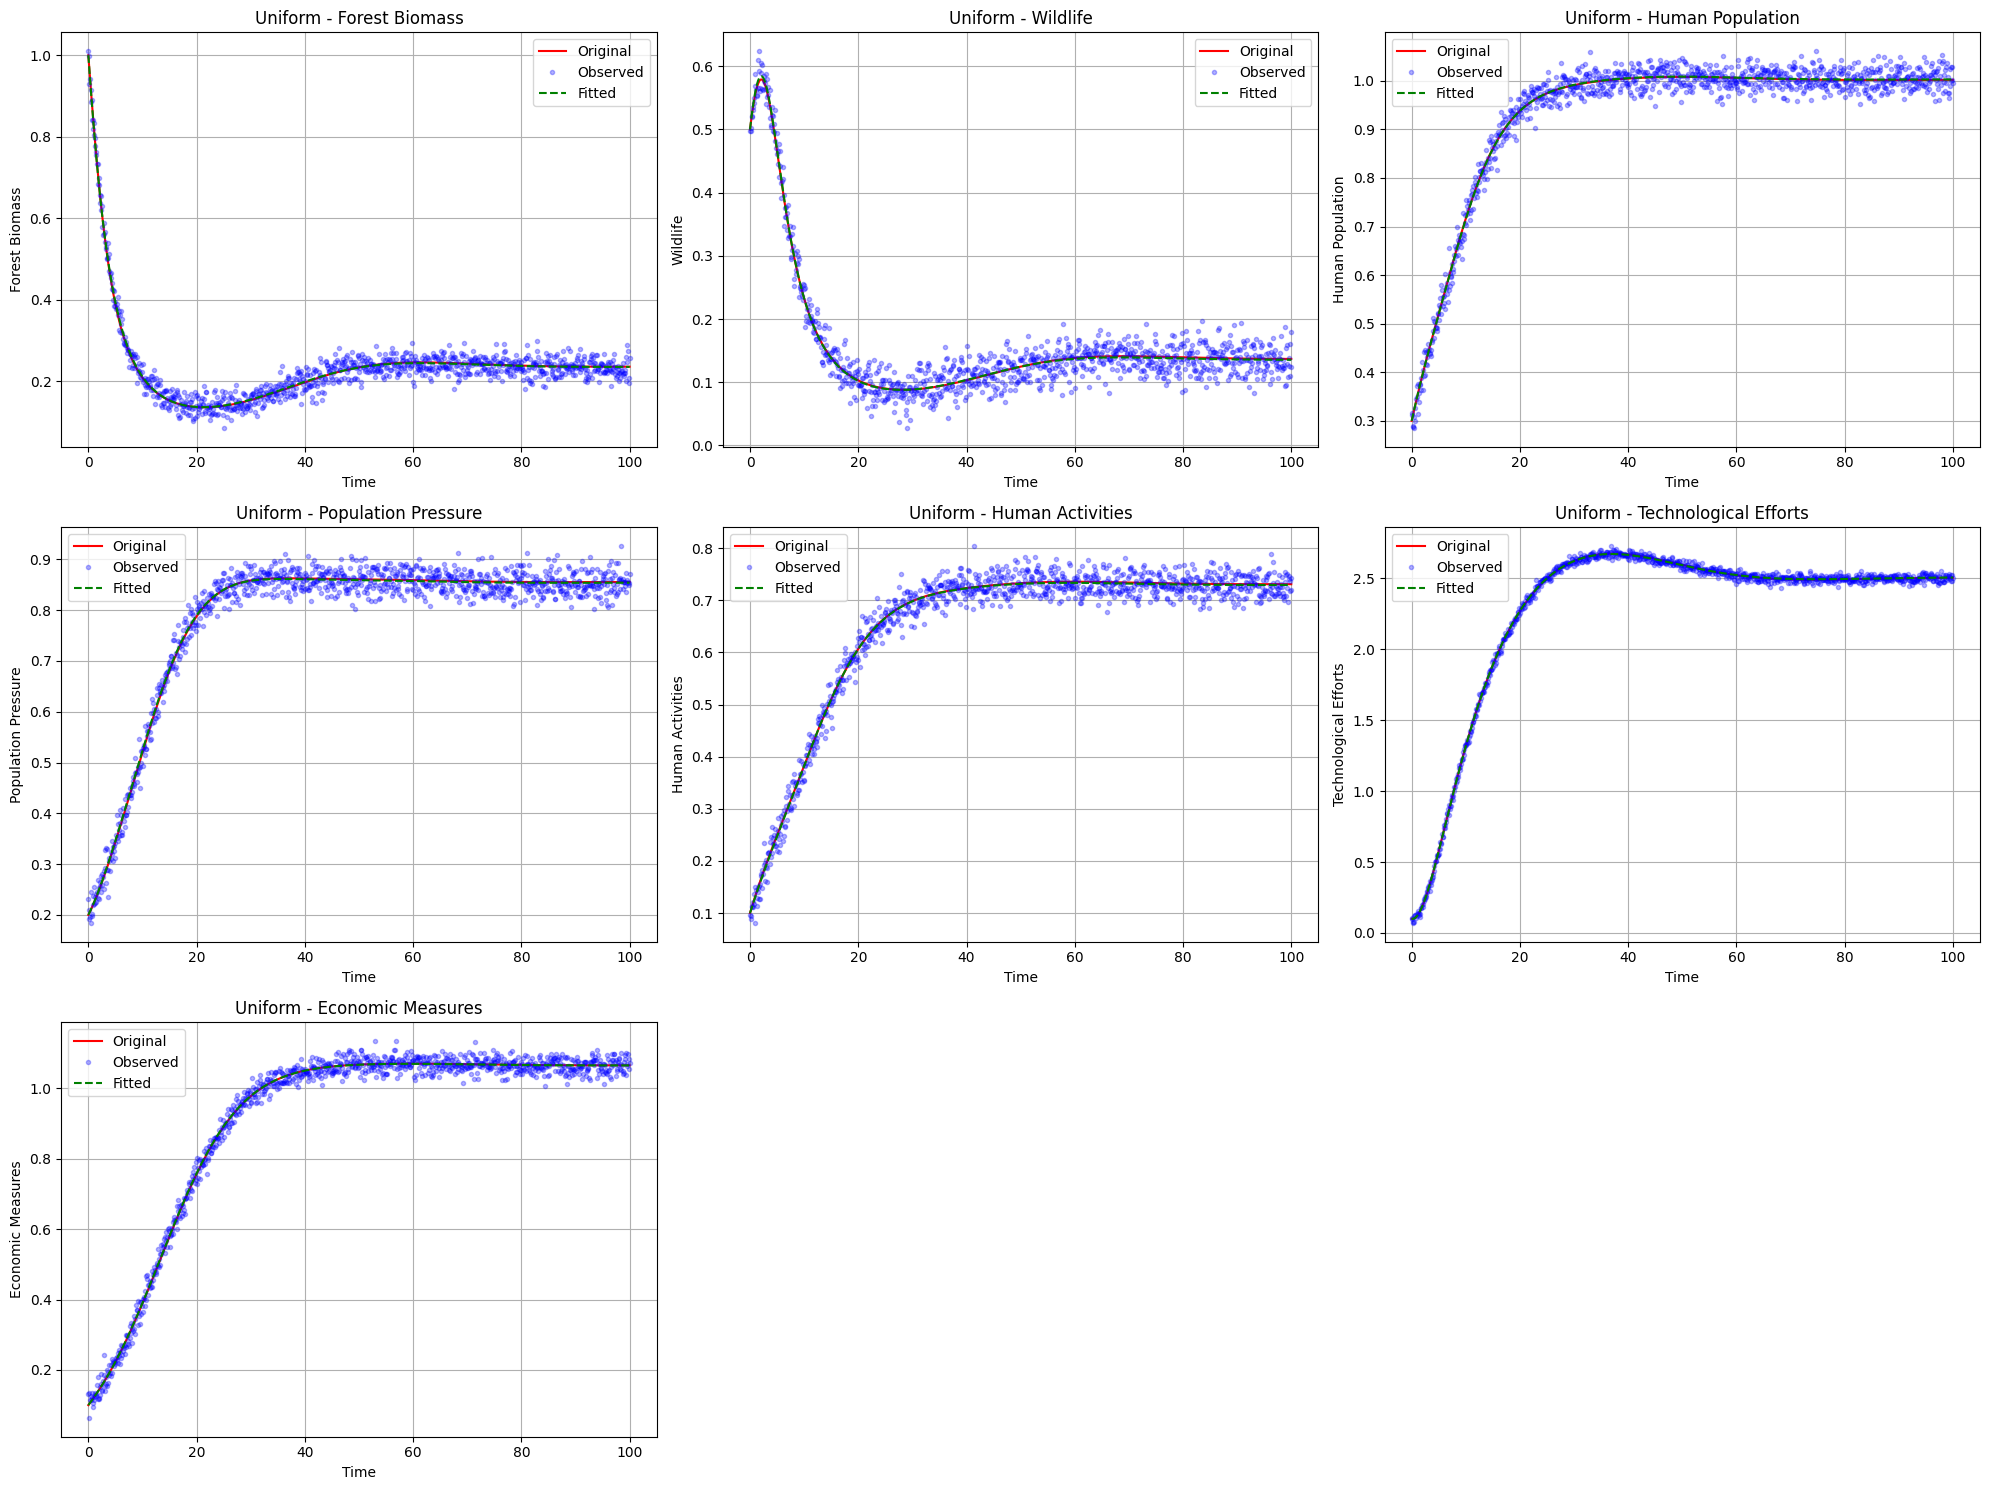 Uniform - Forest Biomass
Forest Biomass
1.0
0.8
0.6
0.4
0.2
Original
Observed
Fitted
0 20 40 60 80 100
Time
Uniform - Wildlife
Wildlife
0.6
0.5
0.4
0.3
0.2
0.1
0.0
Original
Observed
Fitted
0 20 40 60 80 100
Time
Uniform - Human Population
Human Population
1.0
0.9
0.8
0.7
0.6
0.5
0.4
0.3
Original
Observed
Fitted
0 20 40 60 80 100
Time
Uniform - Population Pressure
Population Pressure
0.9
0.8
0.7
0.6
0.5
0.4
0.3
0.2
Original
Observed
Fitted
0 20 40 60 80 100
Time
Uniform - Human Activities
Human Activities
0.8
0.7
0.6
0.5
0.4
0.3
0.2
0.1
Original
Observed
Fitted
0 20 40 60 80 100
Time
Uniform - Technological Efforts
Technological Efforts
2.5
2.0
1.5
1.0
0.5
0.0
Original
Observed
Fitted
0 20 40 60 80 100
Time
Uniform - Economic Measures
Economic Measures
1.0
0.8
0.6
0.4
0.2
Original
Observed
Fitted
0 20 40 60 80 100
Time